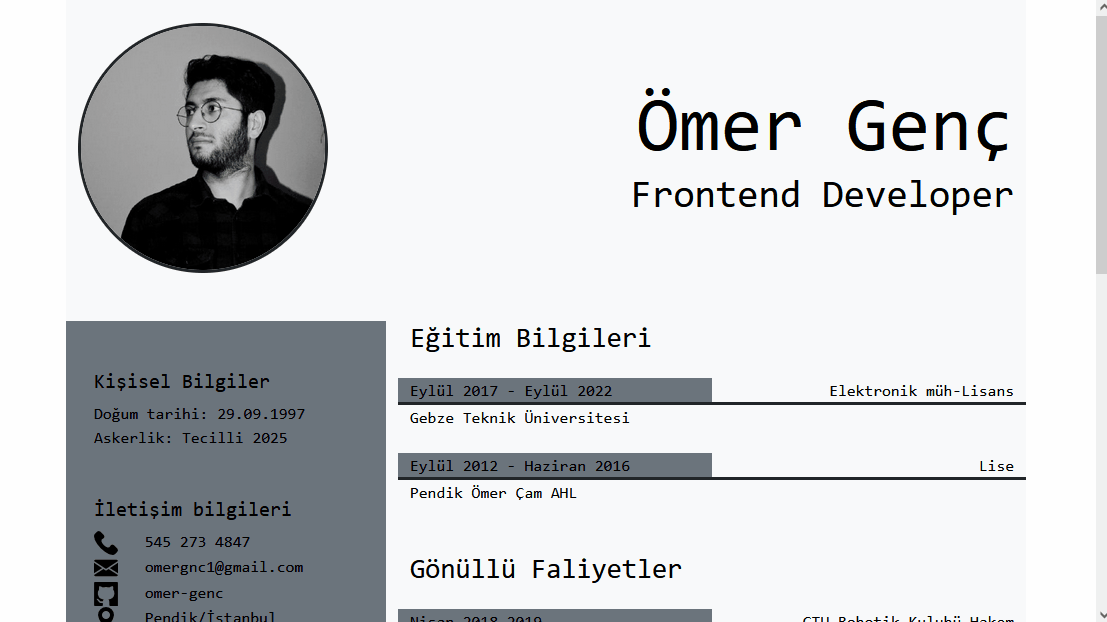 Ömer Genç
Frontend Developer
Kişisel Bilgiler
Doğum tarihi: 29.09.1997
Askerlik: Tecilli 2025
İletişim bilgileri
545 273 4847
omergnc1@gmail.com
omer-genc
Pendik/İstanbul
Eğitim Bilgileri
Eylül 2017 - Eylül 2022 Elektronik müh-Lisans
Gebze Teknik Üniversitesi
Eylül 2012 - Haziran 2016 Lise
Pendik Ömer Çam AHL
Gönüllü Faliyetler
Nisan 2018-2019 GTU Robotik Kulubü Hakem